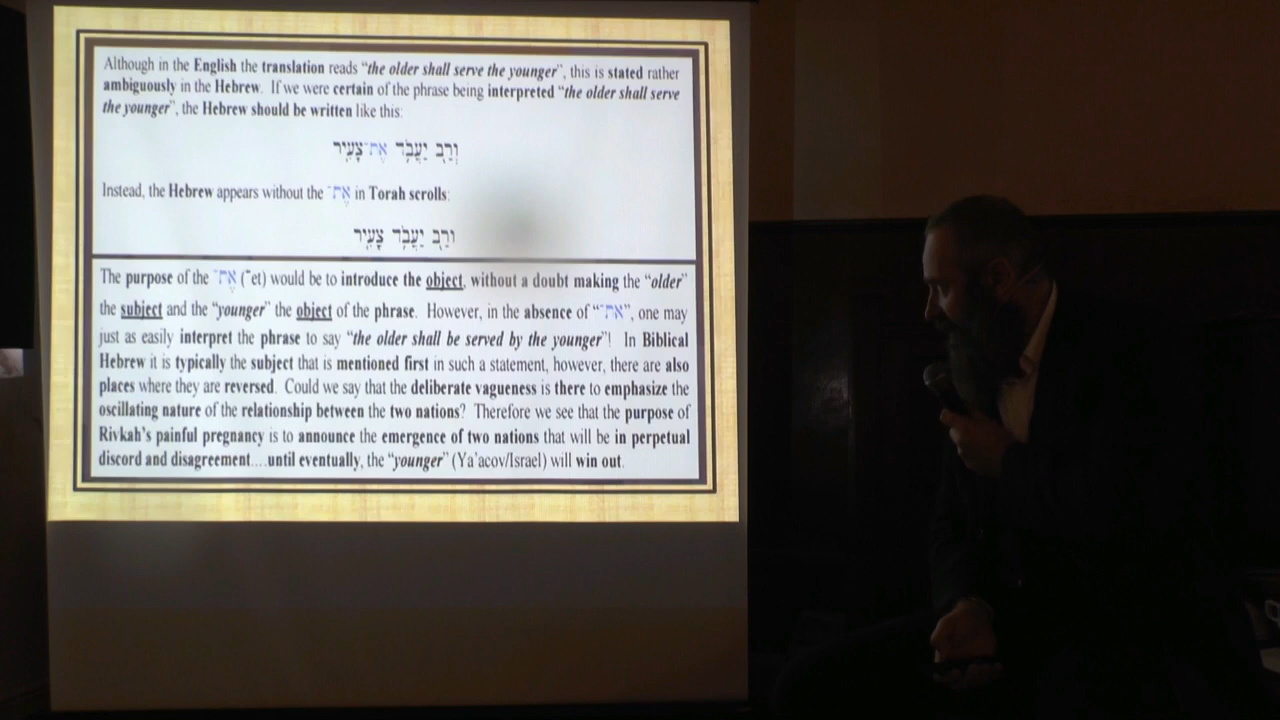 Although in the English the translation reads “the older shall serve the younger”, this is stated rather
ambiguously in the Hebrew. If we were certain of the phrase being interpreted “the older shall serve
the younger”, the Hebrew should be written like this:
וְרַ֖ב יַעֲבֹ֥ד אֶת־צָעִֽיר
Instead, the Hebrew appears without the אֶת־ in Torah scrolls:
וְרַ֖ב יַעֲבֹ֥ד צָעִֽיר
The purpose of the אֶת־ (˜et) would be to introduce the object, without a doubt making the “older”
the subject and the “younger” the object of the phrase. However, in the absence of “אֶת־”, one may
just as easily interpret the phrase to say “the older shall be served by the younger”! In Biblical
Hebrew it is typically the subject that is mentioned first in such a statement, however, there are also
places where they are reversed. Could we say that the deliberate vagueness is there to emphasize the
oscillating nature of the relationship between the two nations? Therefore we see that the purpose of
Rivkah’s painful pregnancy is to announce the emergence of two nations that will be in perpetual
discord and disagreement....until eventually, the “younger” (Ya’acov/Israel) will win out.